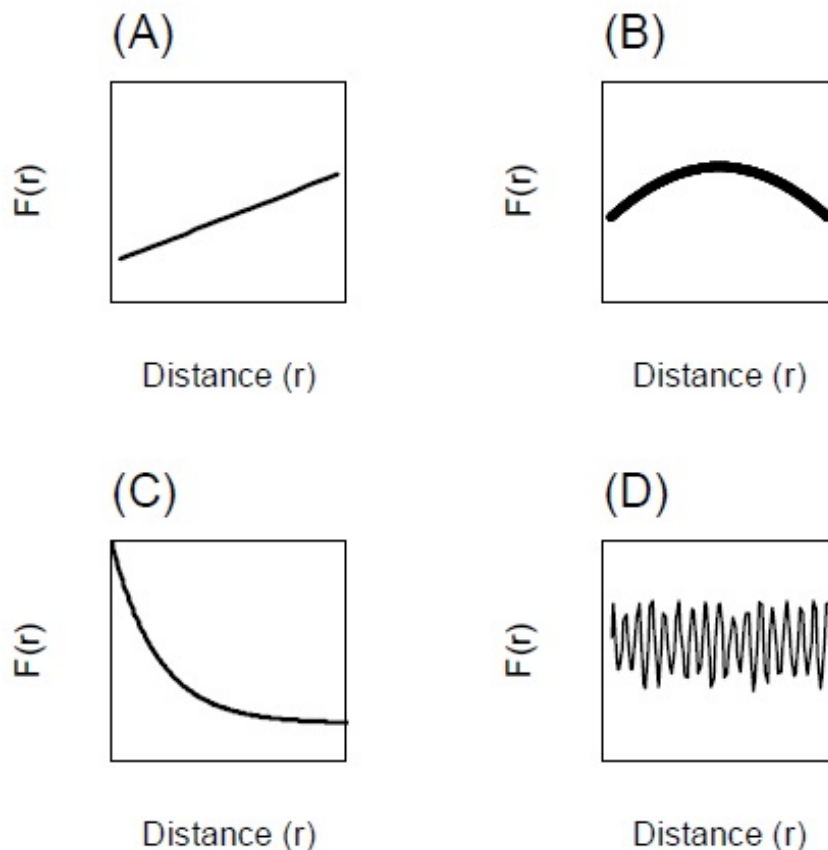 (A)
F(r)
Distance (r)
(B)
F(r)
Distance (r)
(C)
F(r)
Distance (r)
(D)
F(r)
Distance (r)